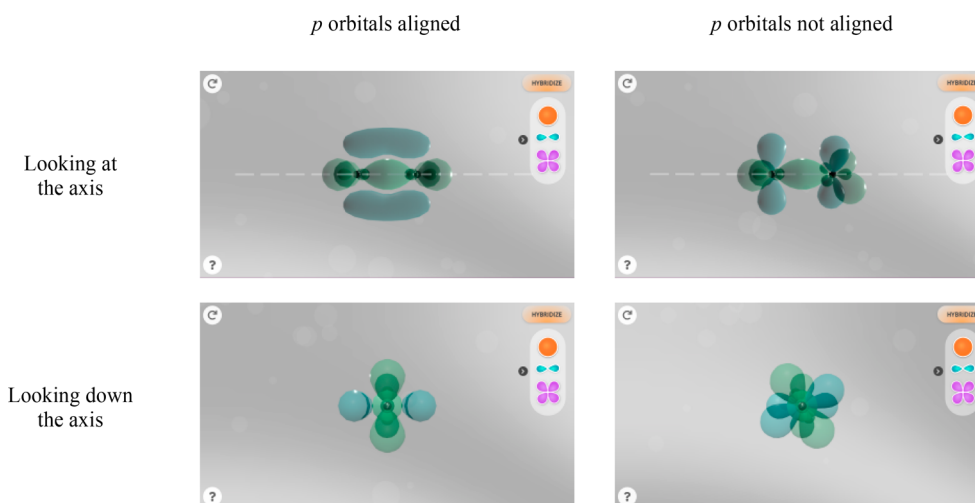 p orbitals aligned
p orbitals not aligned
Looking at
the axis
HYBRIDIZE
?
HYBRIDIZE
?
Looking down
the axis
HYBRIDIZE
?
HYBRIDIZE
?